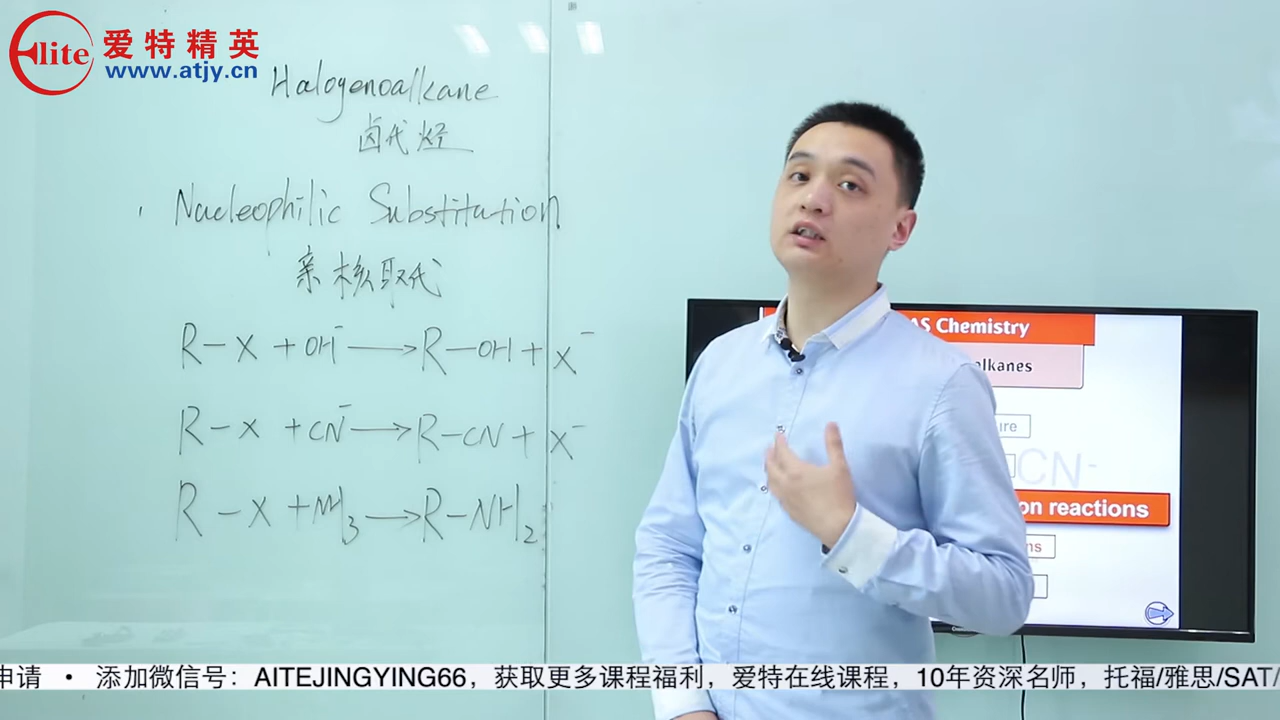 Elite 爱特精英
www.atjy.cn
Halogenoalkane
卤代烃
Nucleophilic Substitution
亲核取代
R-X + OH⁻ → R-OH + X⁻
R-X + CN⁻ → R-CN + X⁻
R-X + NH₃ → R-NH₂
AS Chemistry
alkanes
ure
CN⁻
on reactions
ns
申请 • 添加微信号：AITEJINGYING66，获取更多课程福利，爱特在线课程，10年资深名师，托福/雅思/SAT/